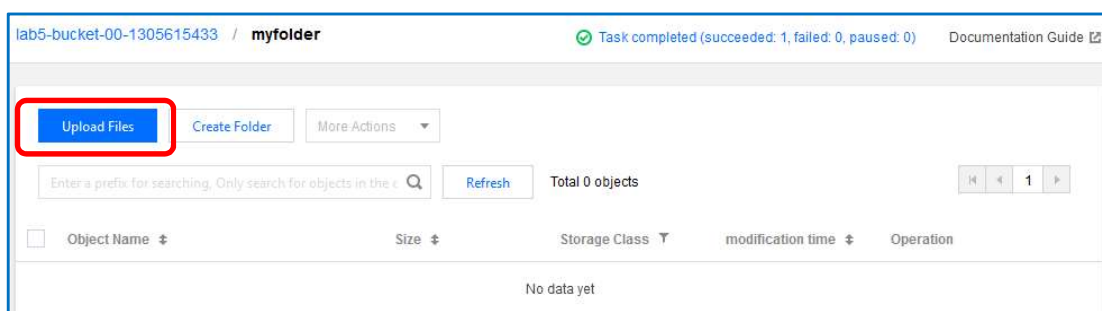 lab5-bucket-00-1305615433 / myfolder Task completed (succeeded: 1, failed: 0, paused: 0) Documentation Guide
Upload Files Create Folder More Actions
Enter a prefix for searching, Only search for objects in the c Refresh Total 0 objects 1
Object Name Size Storage Class modification time Operation
No data yet